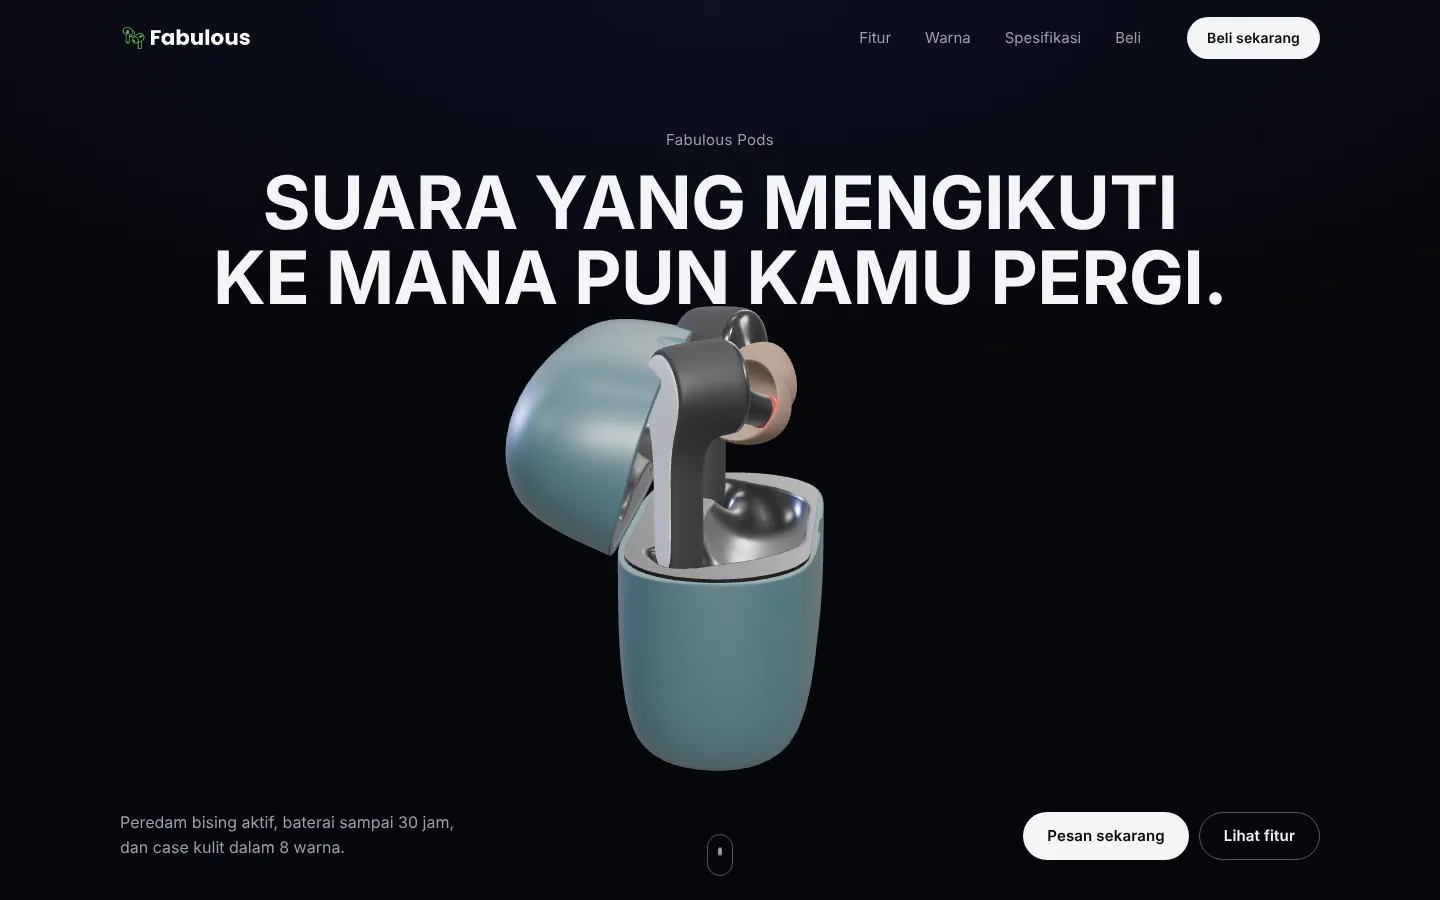 Fabulous
Fitur
Warna
Spesifikasi
Beli
Beli sekarang
Fabulous Pods
SUARA YANG MENGIKUTI
KE MANA PUN KAMU PERGI.
Peredam bising aktif, baterai sampai 30 jam,
dan case kulit dalam 8 warna.
Pesan sekarang
Lihat fitur